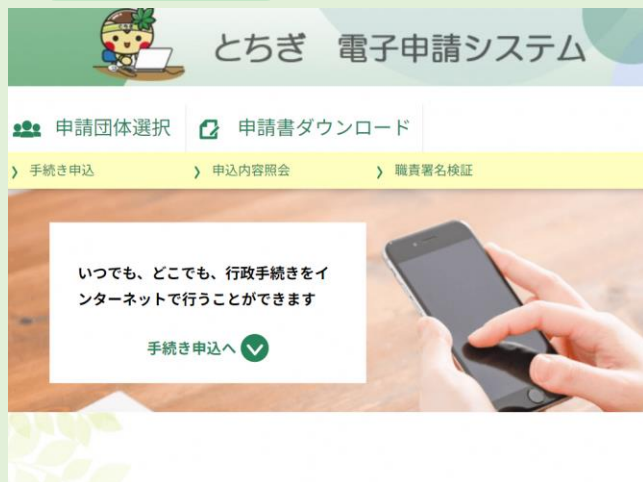 とちぎ 電子申請システム
申請団体選択 申請書ダウンロード
手続き申込 申込内容照会 職責署名検証
いつでも、どこでも、行政手続きをイ
ンターネットで行うことができます
手続き申込へ